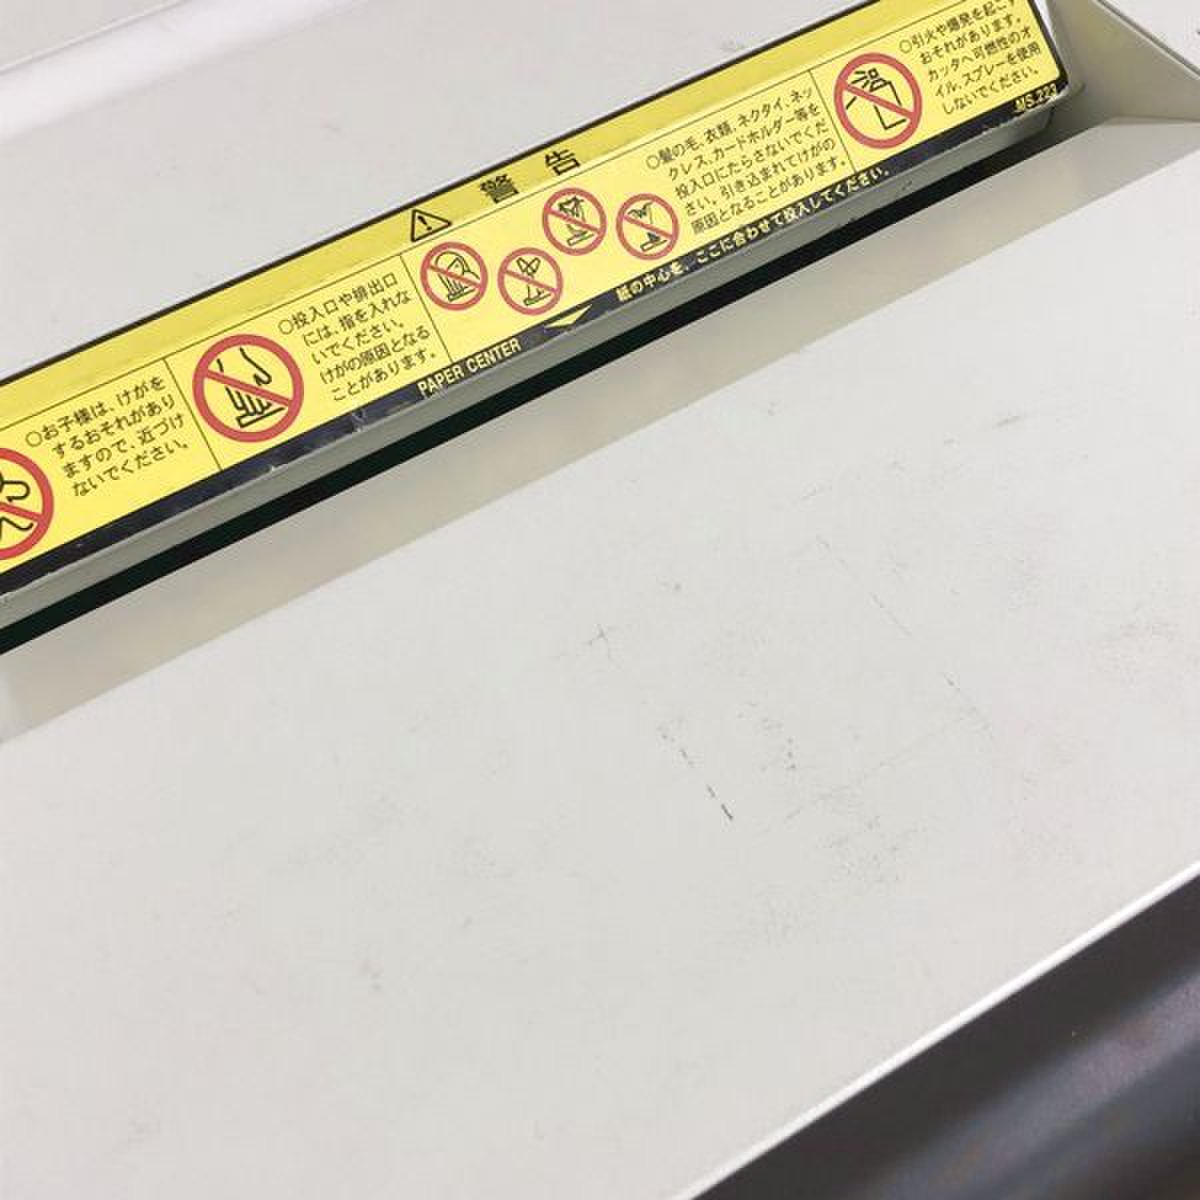 警告
○お子様は、けがを
するおそれがあり
ますので、近づけ
ないでください。
○投入口や排出口
には、指を入れな
いでください。
けがの原因となる
ことがあります。
○髪の毛、衣類、ネクタイ、ネッ
クレス、カードホルダー等を
投入口にたらさないでくだ
さい。引き込まれてけがの
原因となることがあります。
○引火や爆発を起こす
おそれがあります。
カッタへ可燃性のオ
イル、スプレーを使用
しないでください。
MS.223
PAPER CENTER
紙の中心を、ここに合わせて投入してください。